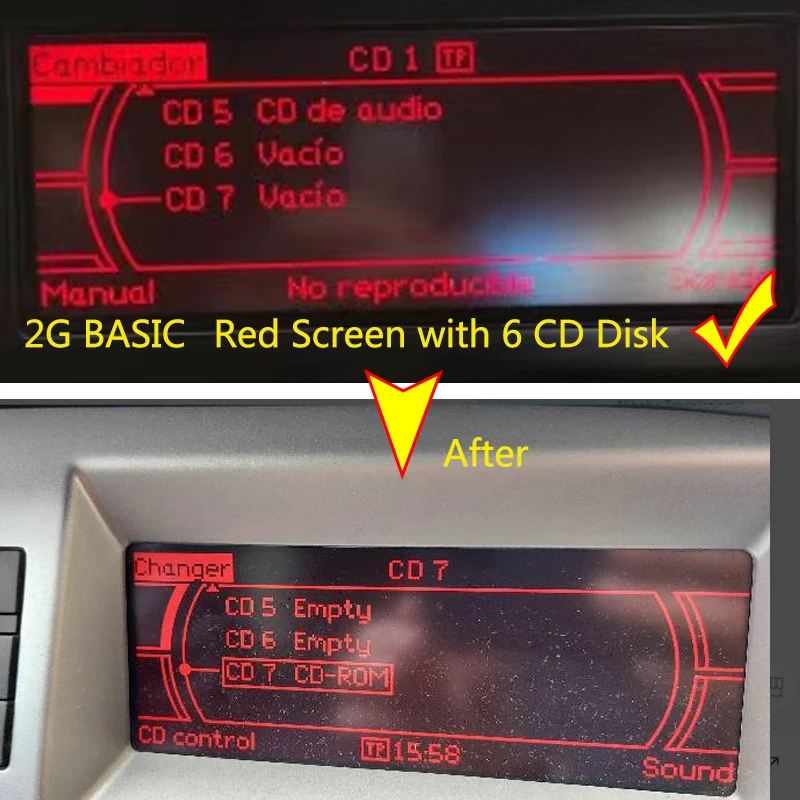 Cambiador CD 1 TP
CD 5 CD de audio
CD 6 Vacío
CD 7 Vacío
Manual No reproducible
2G BASIC Red Screen with 6 CD Disk
After
Changer CD 7
CD 5 Empty
CD 6 Empty
CD 7 CD-ROM
CD control TP 15:58 Sound